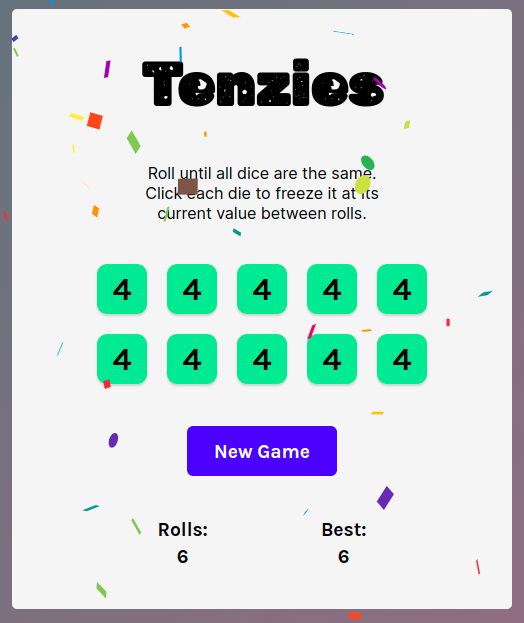 Tenzies
Roll until all dice are the same.
Click each die to freeze it at its
current value between rolls.
4 4 4 4 4
4 4 4 4 4
New Game
Rolls: Best:
6 6